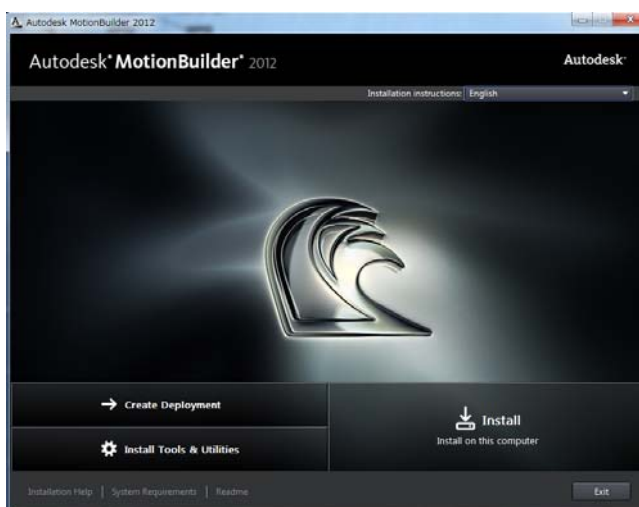 Autodesk MotionBuilder 2012
Autodesk® MotionBuilder® 2012
Autodesk®
Installation instructions: English
Create Deployment
Install Tools & Utilities
Install
Install on this computer
Installation Help | System Requirements | Readme
Exit